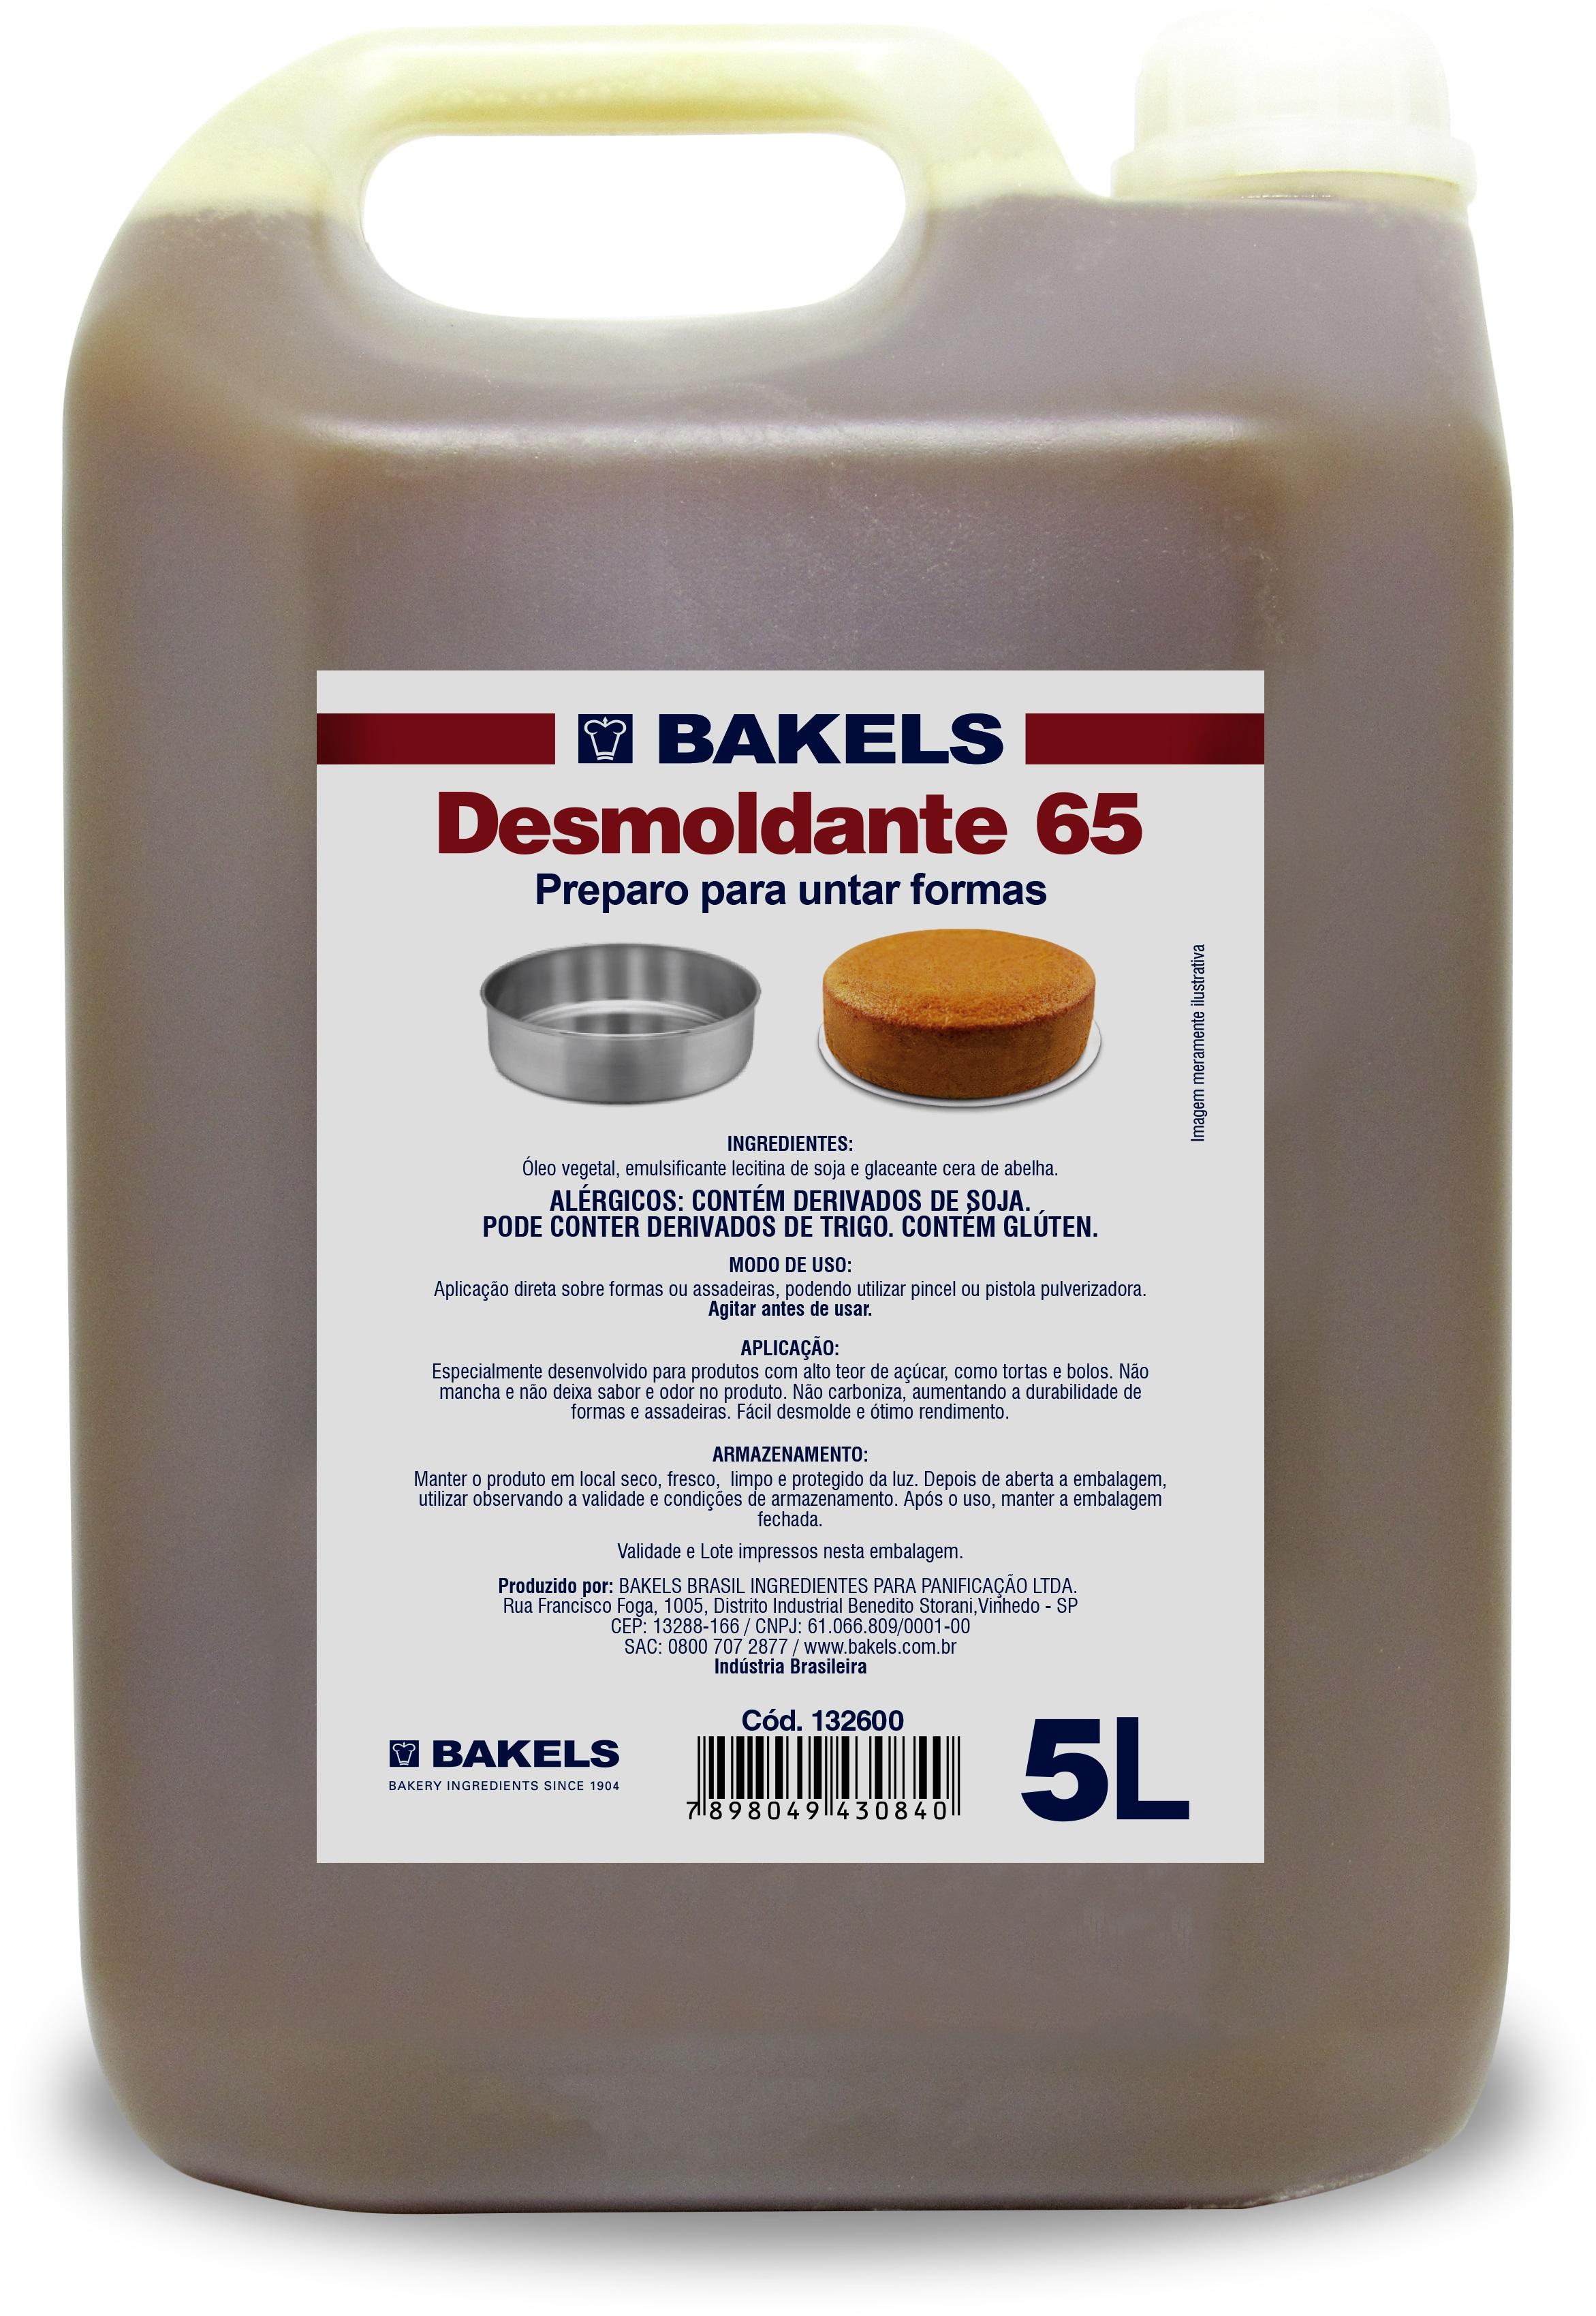 BAKELS
Desmoldante 65
Preparo para untar formas
Imagem meramente ilustrativa
INGREDIENTES:
Óleo vegetal, emulsificante lecitina de soja e glaceante cera de abelha.
ALÉRGICOS: CONTÉM DERIVADOS DE SOJA.
PODE CONTER DERIVADOS DE TRIGO. CONTÉM GLÚTEN.
MODO DE USO:
Aplicação direta sobre formas ou assadeiras, podendo utilizar pincel ou pistola pulverizadora.
Agitar antes de usar.
APLICAÇÃO:
Especialmente desenvolvido para produtos com alto teor de açúcar, como tortas e bolos. Não
mancha e não deixa sabor e odor no produto. Não carboniza, aumentando a durabilidade de
formas e assadeiras. Fácil desmolde e ótimo rendimento.
ARMAZENAMENTO:
Manter o produto em local seco, fresco, limpo e protegido da luz. Depois de aberta a embalagem,
utilizar observando a validade e condições de armazenamento. Após o uso, manter a embalagem
fechada.
Validade e Lote impressos nesta embalagem.
Produzido por: BAKELS BRASIL INGREDIENTES PARA PANIFICAÇÃO LTDA.
Rua Francisco Foga, 1005, Distrito Industrial Benedito Storani,Vinhedo - SP
CEP: 13288-166 / CNPJ: 61.066.809/0001-00
SAC: 0800 707 2877 / www.bakels.com.br
Indústria Brasileira
Cód. 132600
BAKELS
BAKERY INGREDIENTS SINCE 1904
7 898049 430840
5L